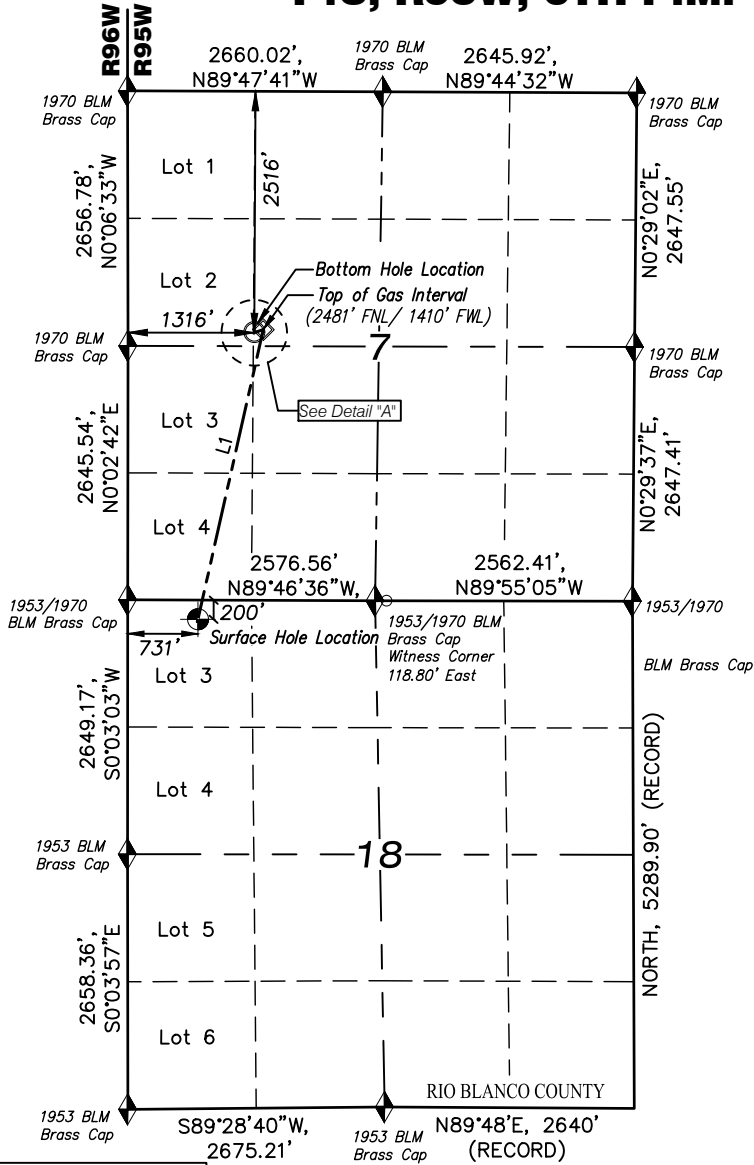 R96W
R95W
2660.02',
N89°47'41"W
1970 BLM
Brass Cap
2645.92',
N89°44'32"W
1970 BLM
Brass Cap
1970 BLM
Brass Cap
2656.78',
N0°06'33"W
Lot 1
2516'
N0°29'02"E,
2647.55'
Lot 2
Bottom Hole Location
Top of Gas Interval
(2481' FNL/ 1410' FWL)
1316'
7
1970 BLM
Brass Cap
1970 BLM
Brass Cap
See Detail "A"
2645.54',
N0°02'42"E
Lot 3
L1
N0°29'37"E,
2647.41'
Lot 4
2576.56'
N89°46'36"W,
2562.41',
N89°55'05"W
1953/1970
BLM Brass Cap
200'
1953/1970
731'
Surface Hole Location
1953/1970 BLM
Brass Cap
Witness Corner
118.80' East
BLM Brass Cap
2649.17',
S0°03'03"W
Lot 3
NORTH, 5289.90' (RECORD)
Lot 4
1953 BLM
Brass Cap
18
2658.36',
S0°03'57"E
Lot 5
Lot 6
RIO BLANCO COUNTY
1953 BLM
Brass Cap
S89°28'40"W,
2675.21'
1953 BLM
Brass Cap
N89°48'E, 2640'
(RECORD)